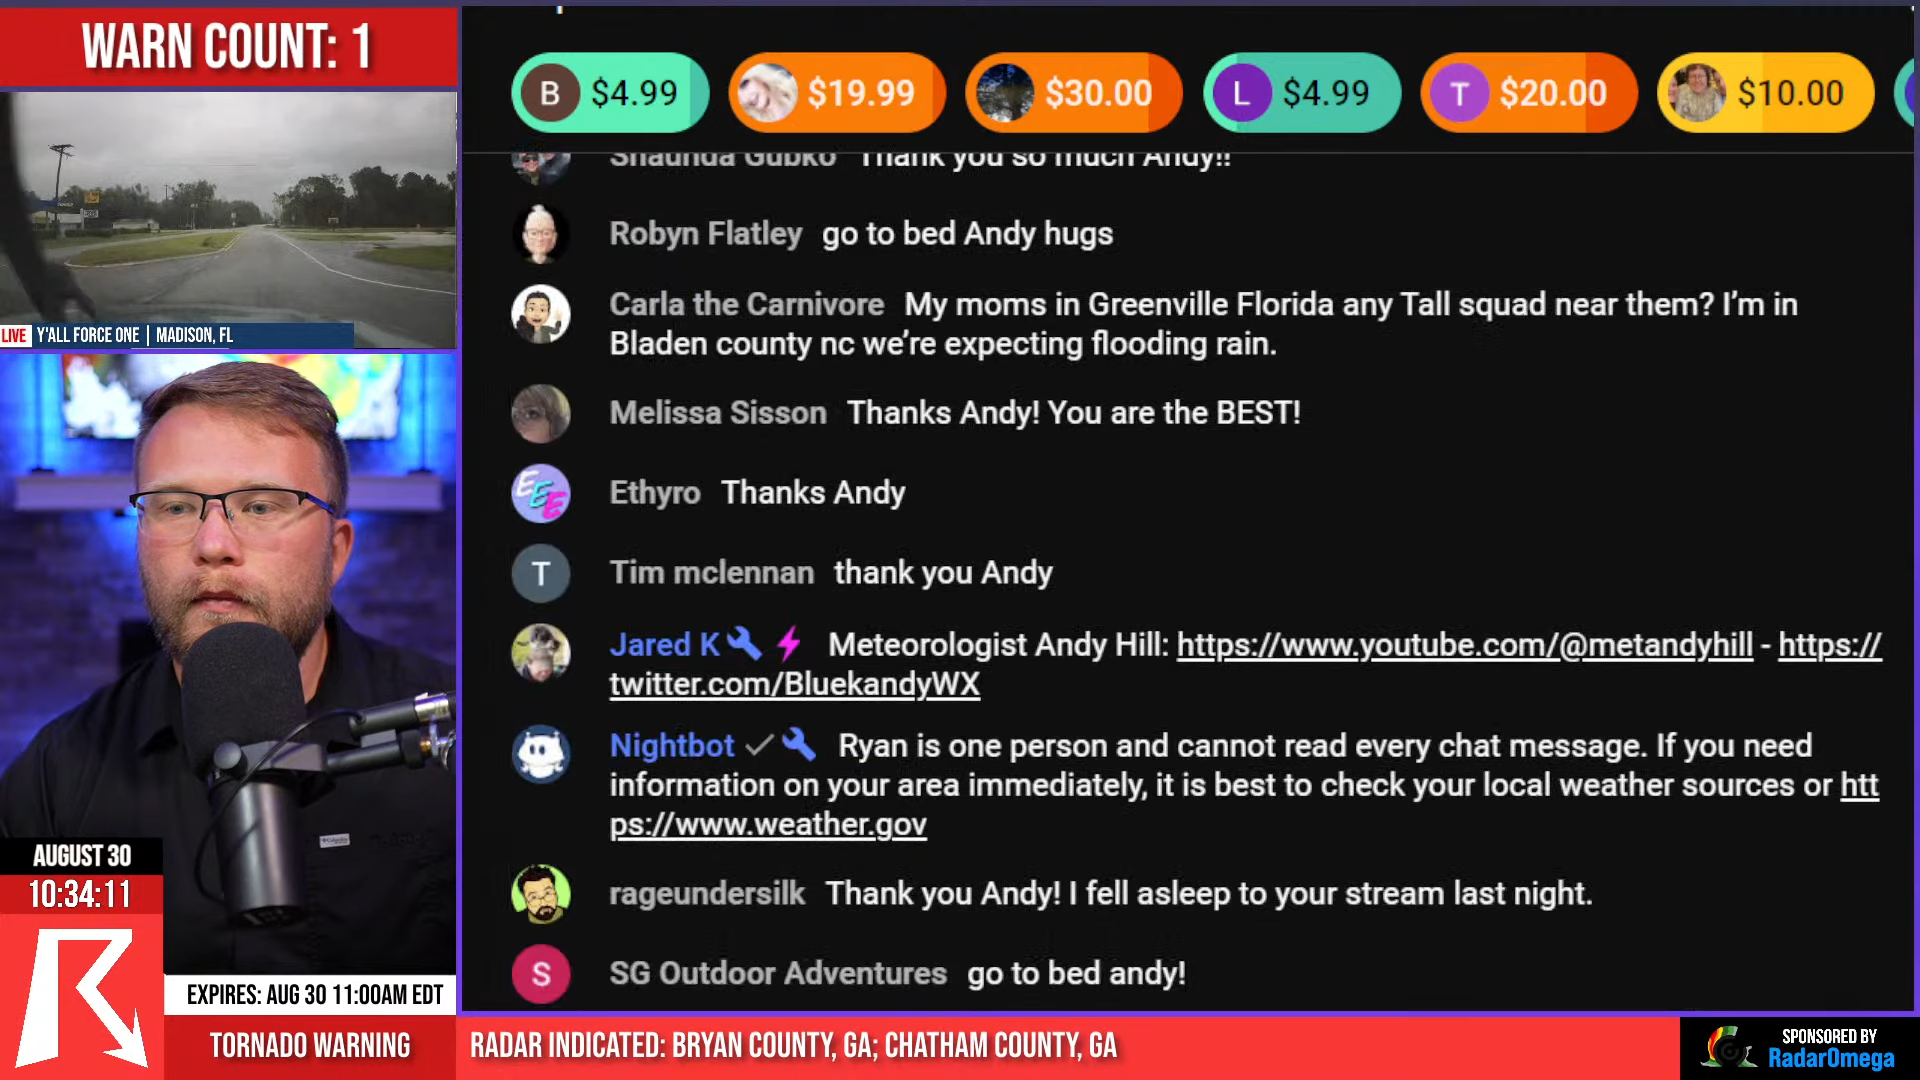 WARN COUNT: 1
B $4.99
$19.99
$30.00
L $4.99
T $20.00
$10.00
Shaunda Gubko Thank you so much Andy!!
Robyn Flatley go to bed Andy hugs
Carla the Carnivore My moms in Greenville Florida any Tall squad near them? I'm in
Bladen county nc we're expecting flooding rain.
Melissa Sisson Thanks Andy! You are the BEST!
EEE
Ethyro Thanks Andy
T
Tim mclennan thank you Andy
Jared K Meteorologist Andy Hill: https://www.youtube.com/@metandyhill - https://
twitter.com/BluekandyWX
Nightbot Ryan is one person and cannot read every chat message. If you need
information on your area immediately, it is best to check your local weather sources or htt
ps://www.weather.gov
rageundersilk Thank you Andy! I fell asleep to your stream last night.
S
SG Outdoor Adventures go to bed andy!
LIVE Y'ALL FORCE ONE | MADISON, FL
AUGUST 30
10:34:11
EXPIRES: AUG 30 11:00AM EDT
TORNADO WARNING
RADAR INDICATED: BRYAN COUNTY, GA; CHATHAM COUNTY, GA
SPONSORED BY
RadarOmega